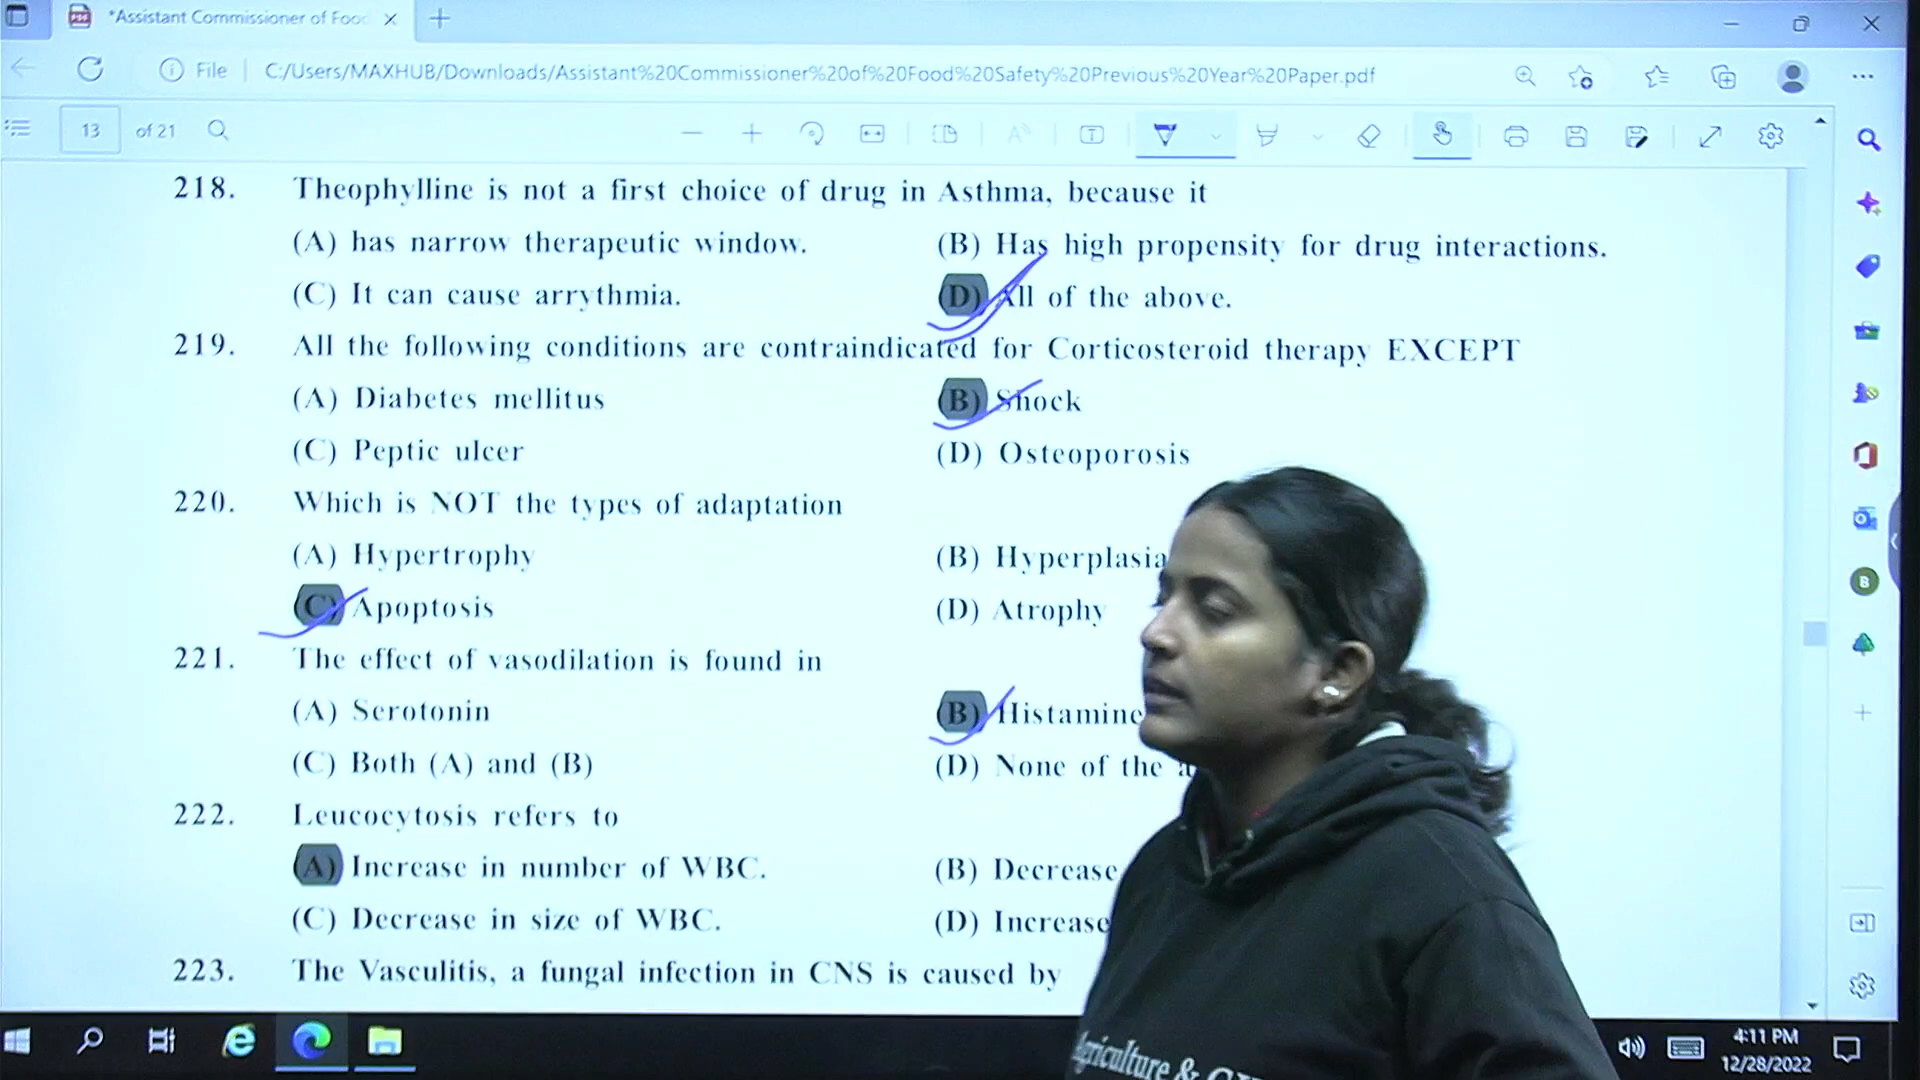 *Assistant Commissioner of Food
File
C:/Users/MAXHUB/Downloads/Assistant%20Commissioner%20of%20Food%20Safety%20Previous%20Year%20Paper.pdf
13 of 21
218. Theophylline is not a first choice of drug in Asthma, because it
(A) has narrow therapeutic window. (B) Has high propensity for drug interactions.
(C) It can cause arrythmia. (D) All of the above.
219. All the following conditions are contraindicated for Corticosteroid therapy EXCEPT
(A) Diabetes mellitus (B) Shock
(C) Peptic ulcer (D) Osteoporosis
220. Which is NOT the types of adaptation
(A) Hypertrophy (B) Hyperplasia
(C) Apoptosis (D) Atrophy
221. The effect of vasodilation is found in
(A) Serotonin (B) Histamine
(C) Both (A) and (B) (D) None of the
222. Leucocytosis refers to
(A) Increase in number of WBC. (B) Decrease
(C) Decrease in size of WBC. (D) Increase
223. The Vasculitis, a fungal infection in CNS is caused by
Agriculture &
4:11 PM
12/28/2022